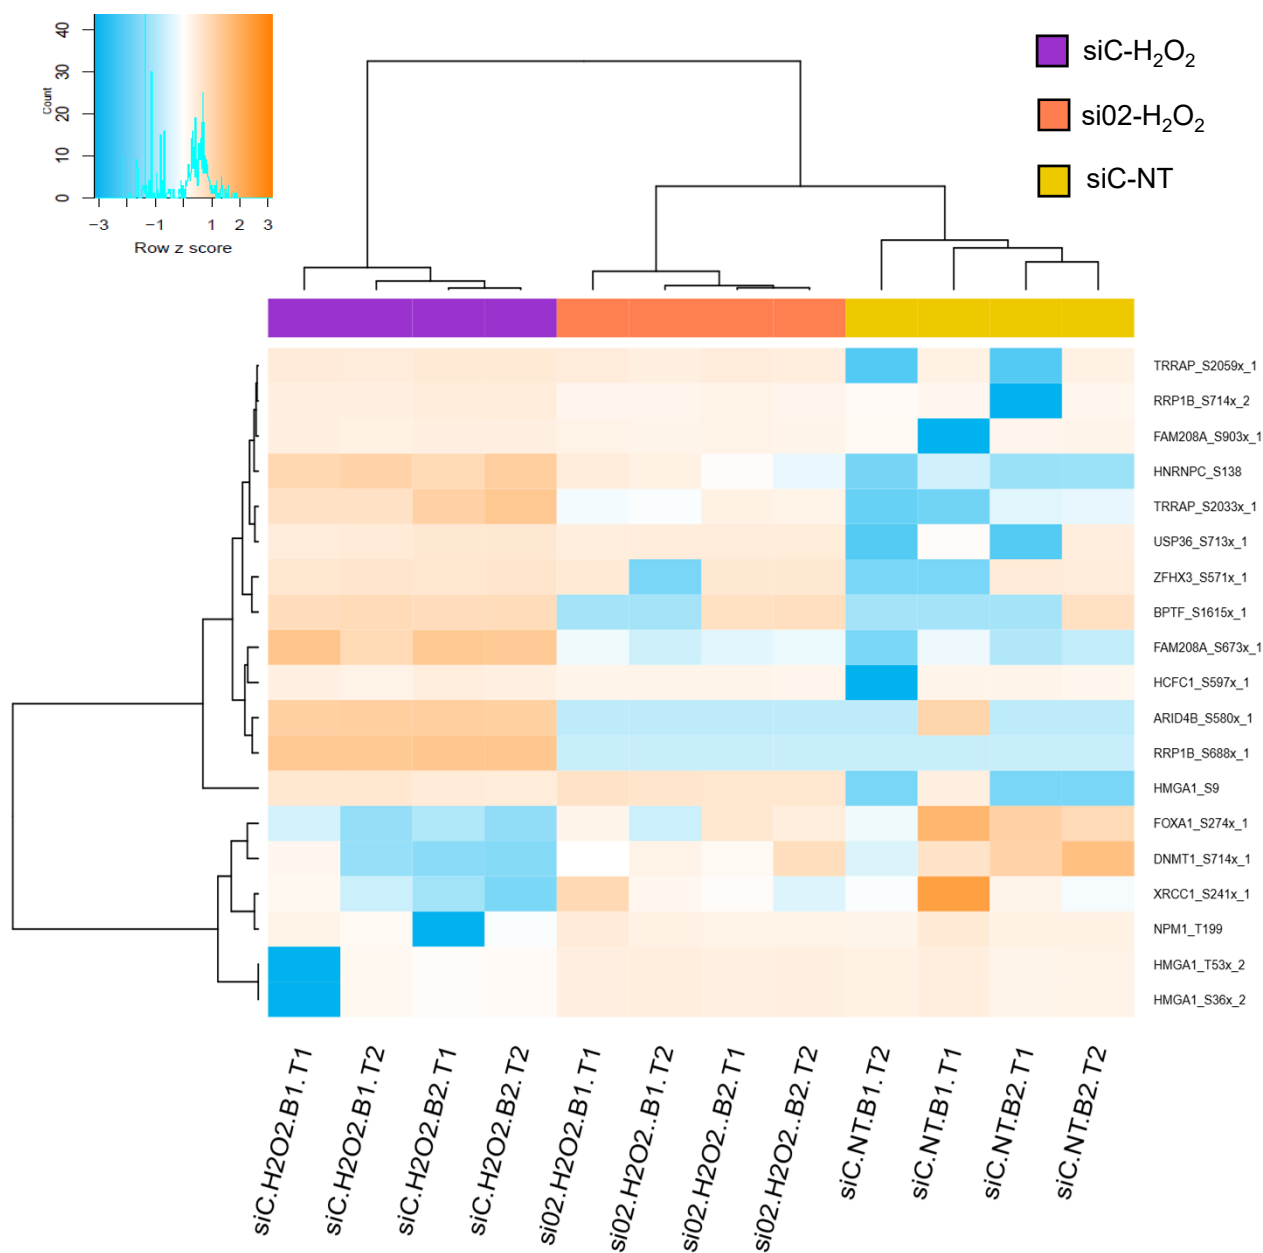 40
30
20
10
0
Count
−3
−1
1
2
3
Row z score
siC-H₂O₂
si02-H₂O₂
siC-NT
TRRAP_S2059x_1
RRP1B_S714x_2
FAM208A_S903x_1
HNRNPC_S138
TRRAP_S2033x_1
USP36_S713x_1
ZFHX3_S571x_1
BPTF_S1615x_1
FAM208A_S673x_1
HCFC1_S597x_1
ARID4B_S580x_1
RRP1B_S688x_1
HMGA1_S9
FOXA1_S274x_1
DNMT1_S714x_1
XRCC1_S241x_1
NPM1_T199
HMGA1_T53x_2
HMGA1_S36x_2
siC.H2O2.B1.T1
siC.H2O2.B1.T2
siC.H2O2.B2.T1
siC.H2O2.B2.T2
si02.H2O2.B1.T1
si02.H2O2..B1.T2
si02.H2O2..B2.T1
si02.H2O2..B2.T2
siC.NT.B1.T2
siC.NT.B1.T1
siC.NT.B2.T1
siC.NT.B2.T2